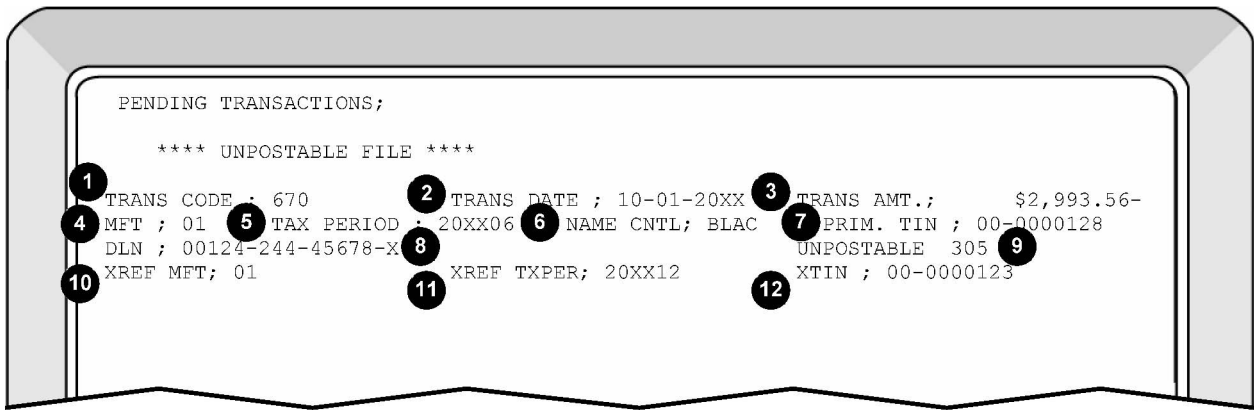 PENDING TRANSACTIONS;
**** UNPOSTABLE FILE ****
1 TRANS CODE ; 670 2 TRANS DATE ; 10-01-20XX 3 TRANS AMT.; $2,993.56-
4 MFT ; 01 5 TAX PERIOD ; 20XX06 6 NAME CNTL; BLAC 7 PRIM. TIN ; 00-0000128
DLN ; 00124-244-45678-X 8 UNPOSTABLE 305 9
10 XREF MFT; 01 11 XREF TXPER; 20XX12 12 XTIN ; 00-0000123